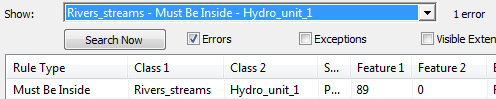 Show: Rivers_streams - Must Be Inside - Hydro_unit_1 1 error
Search Now Errors Exceptions Visible Exten
Rule Type Class 1 Class 2 S... Feature 1 Feature 2
Must Be Inside Rivers_streams Hydro_unit_1 P... 89 0